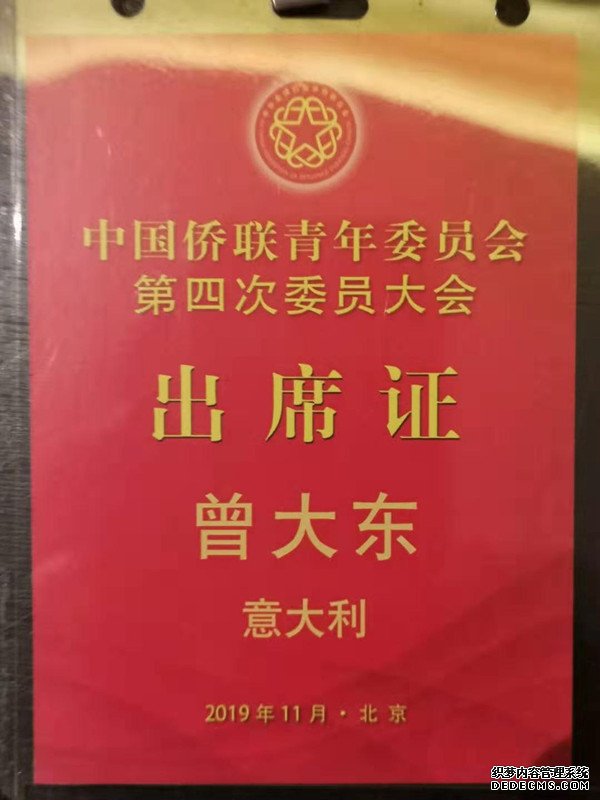 中国侨联青年委员会
第四次委员大会
出席证
曾大东
意大利
2019年11月·北京
织梦内容管理系统
DEDECMS.COM